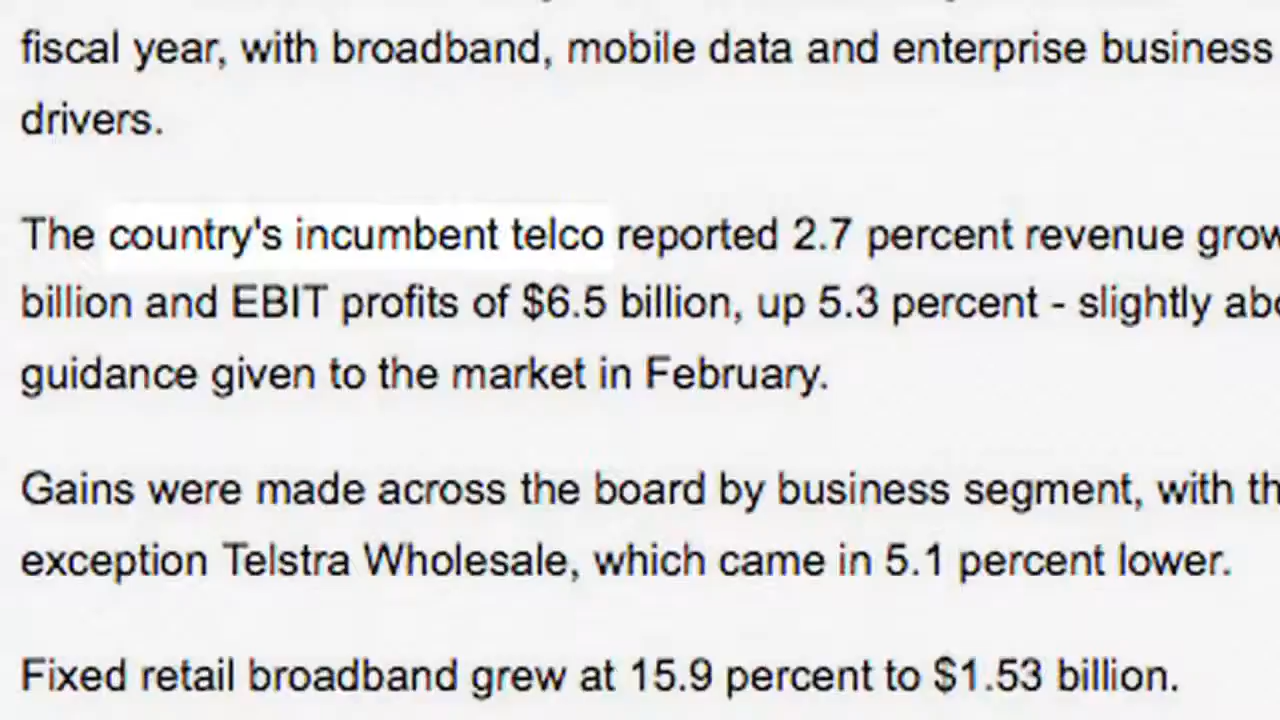 fiscal year, with broadband, mobile data and enterprise business
drivers.
The country's incumbent telco reported 2.7 percent revenue
billion and EBIT profits of $6.5 billion, up 5.3 percent - slightly
guidance given to the market in February.
Gains were made across the board by business segment, with
exception Telstra Wholesale, which came in 5.1 percent lower.
Fixed retail broadband grew at 15.9 percent to $1.53 billion.